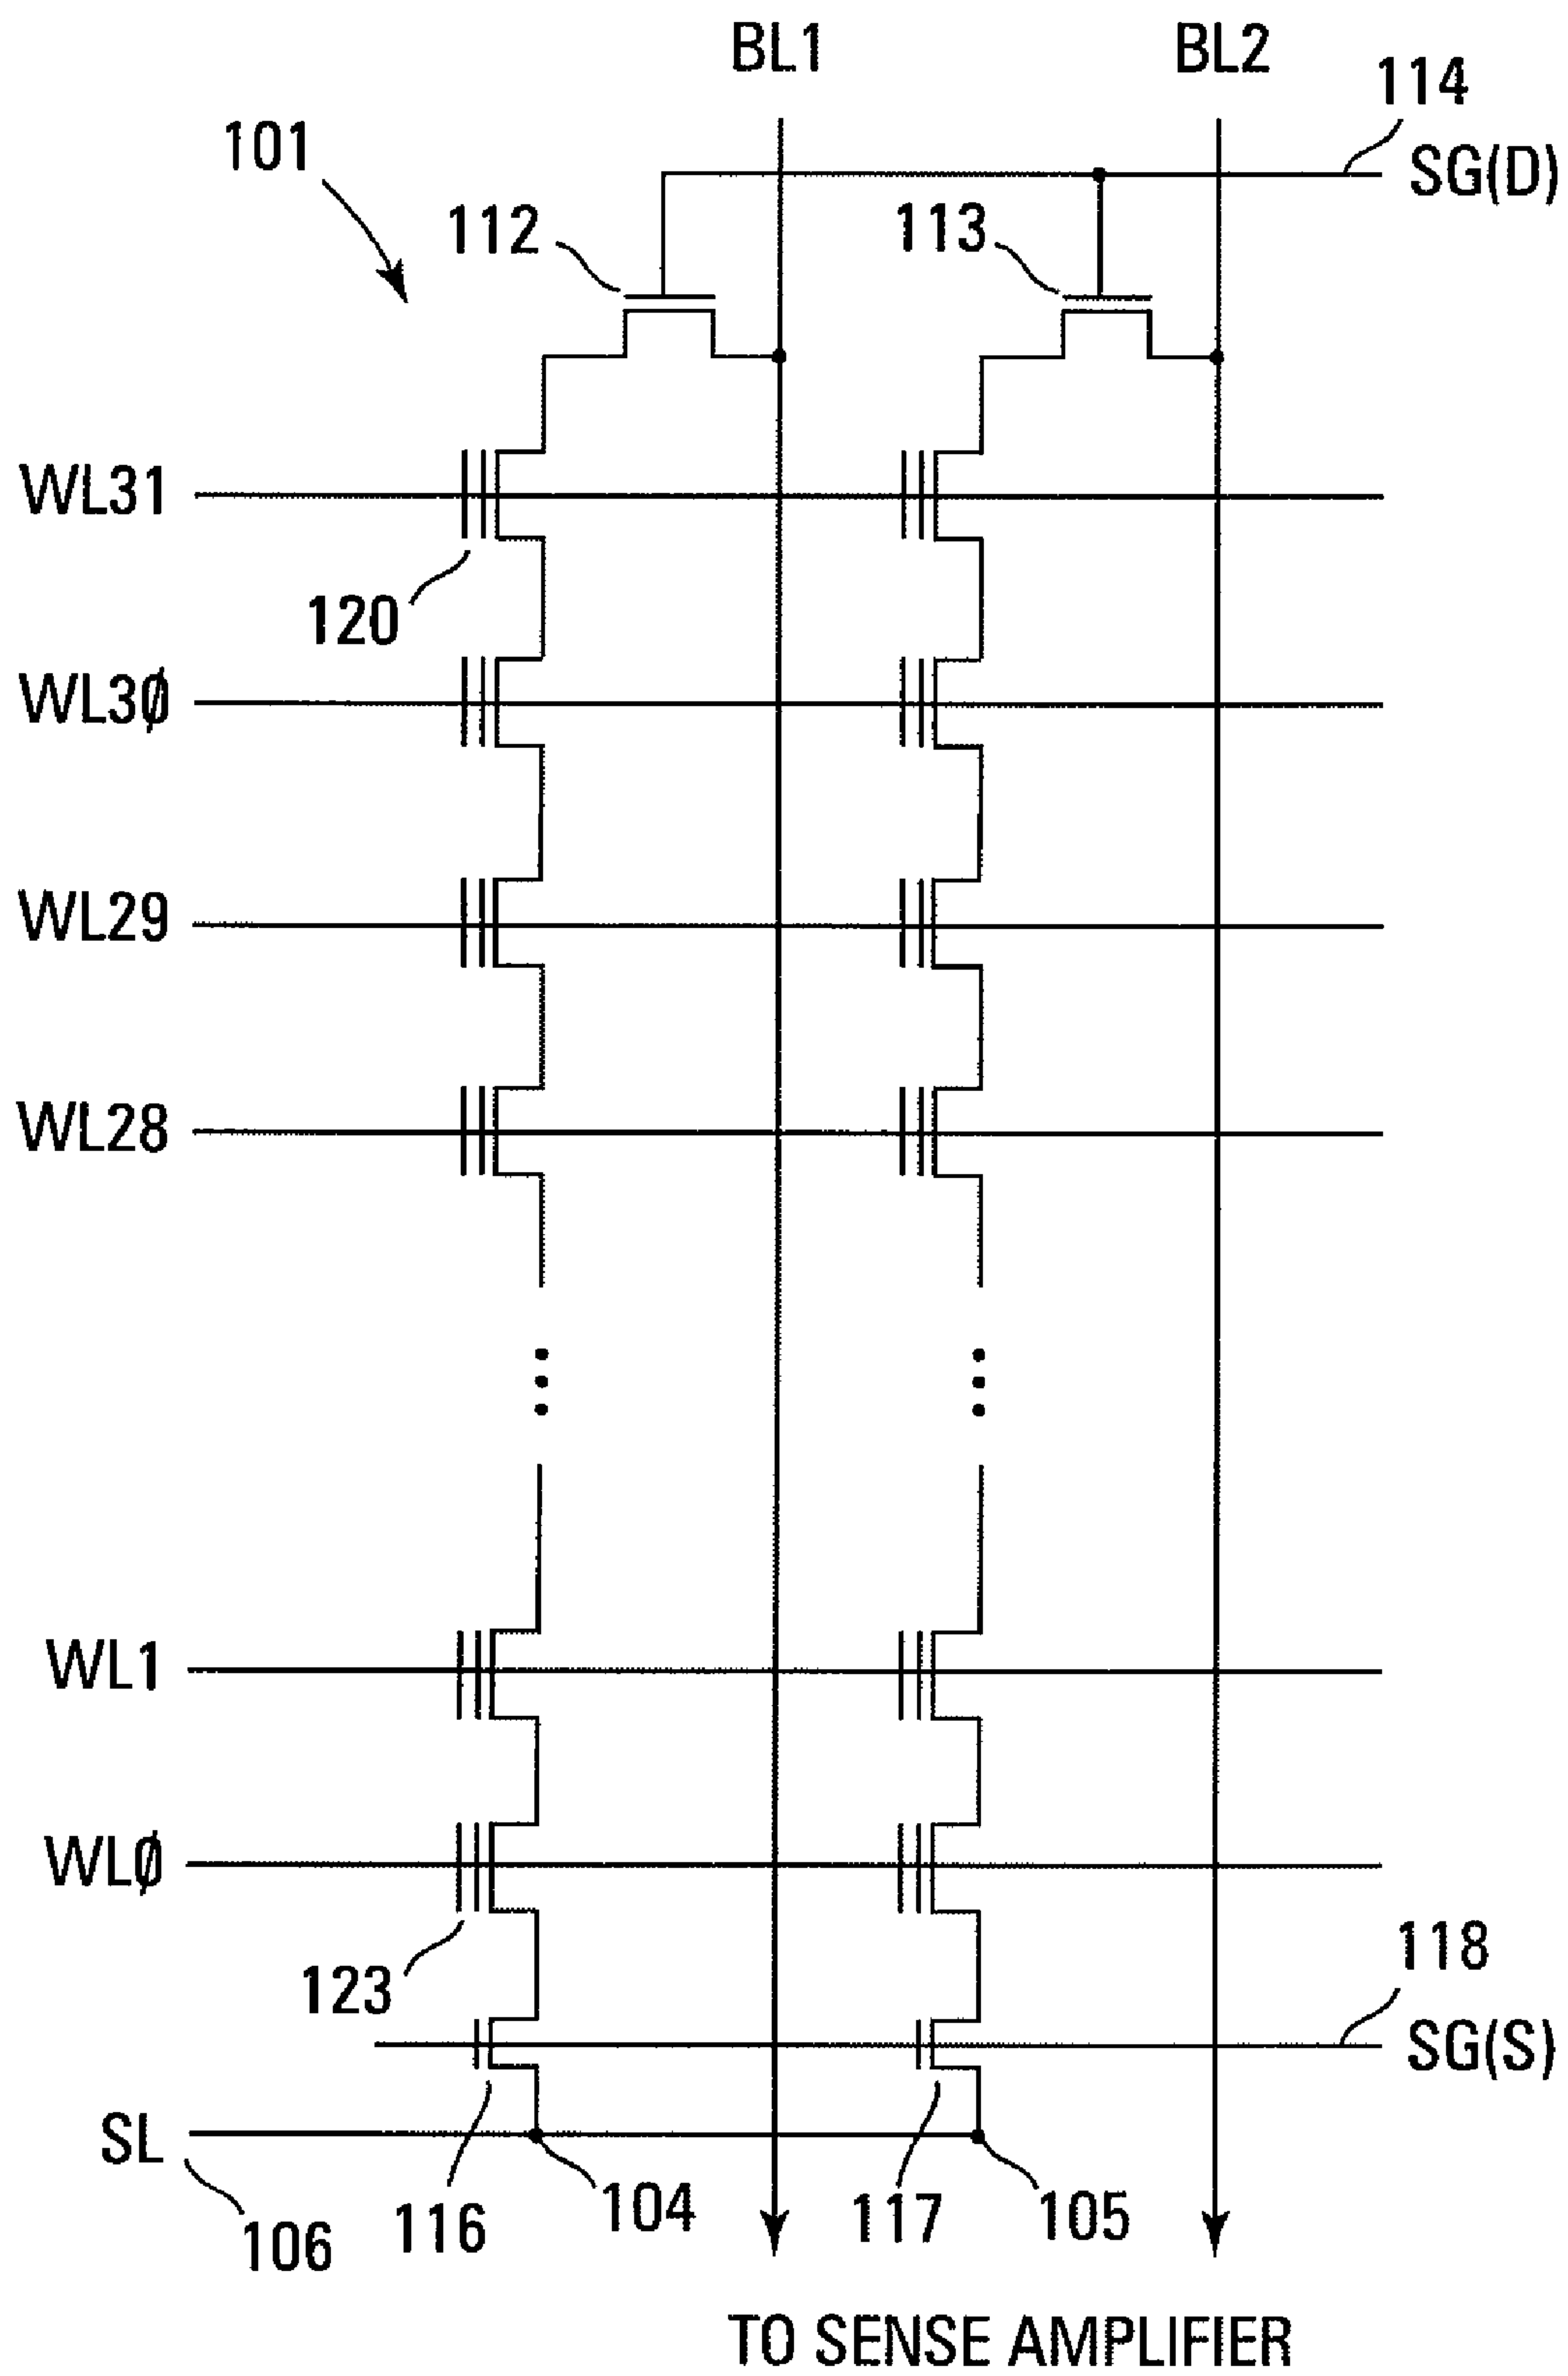 BL1 BL2
114
SG(D)
101
112
113
WL31
120
WL3Ø
WL29
WL28
WL1
WLØ
123
118
SG(S)
SL
106
116
104
117
105
TO SENSE AMPLIFIER